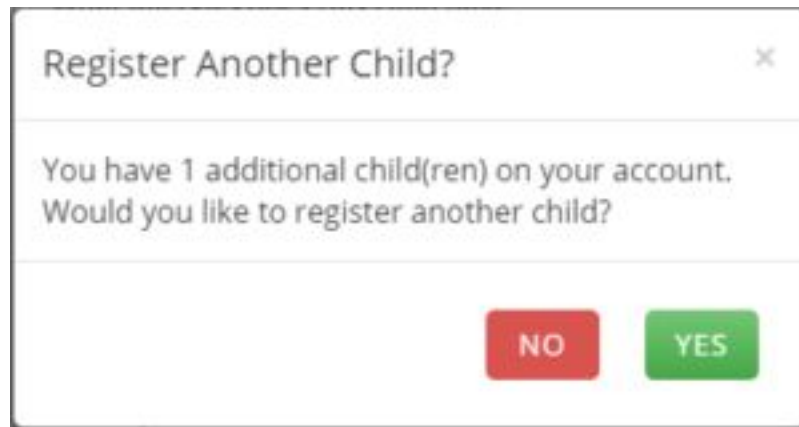 Register Another Child?
×
You have 1 additional child(ren) on your account.
Would you like to register another child?
NO
YES